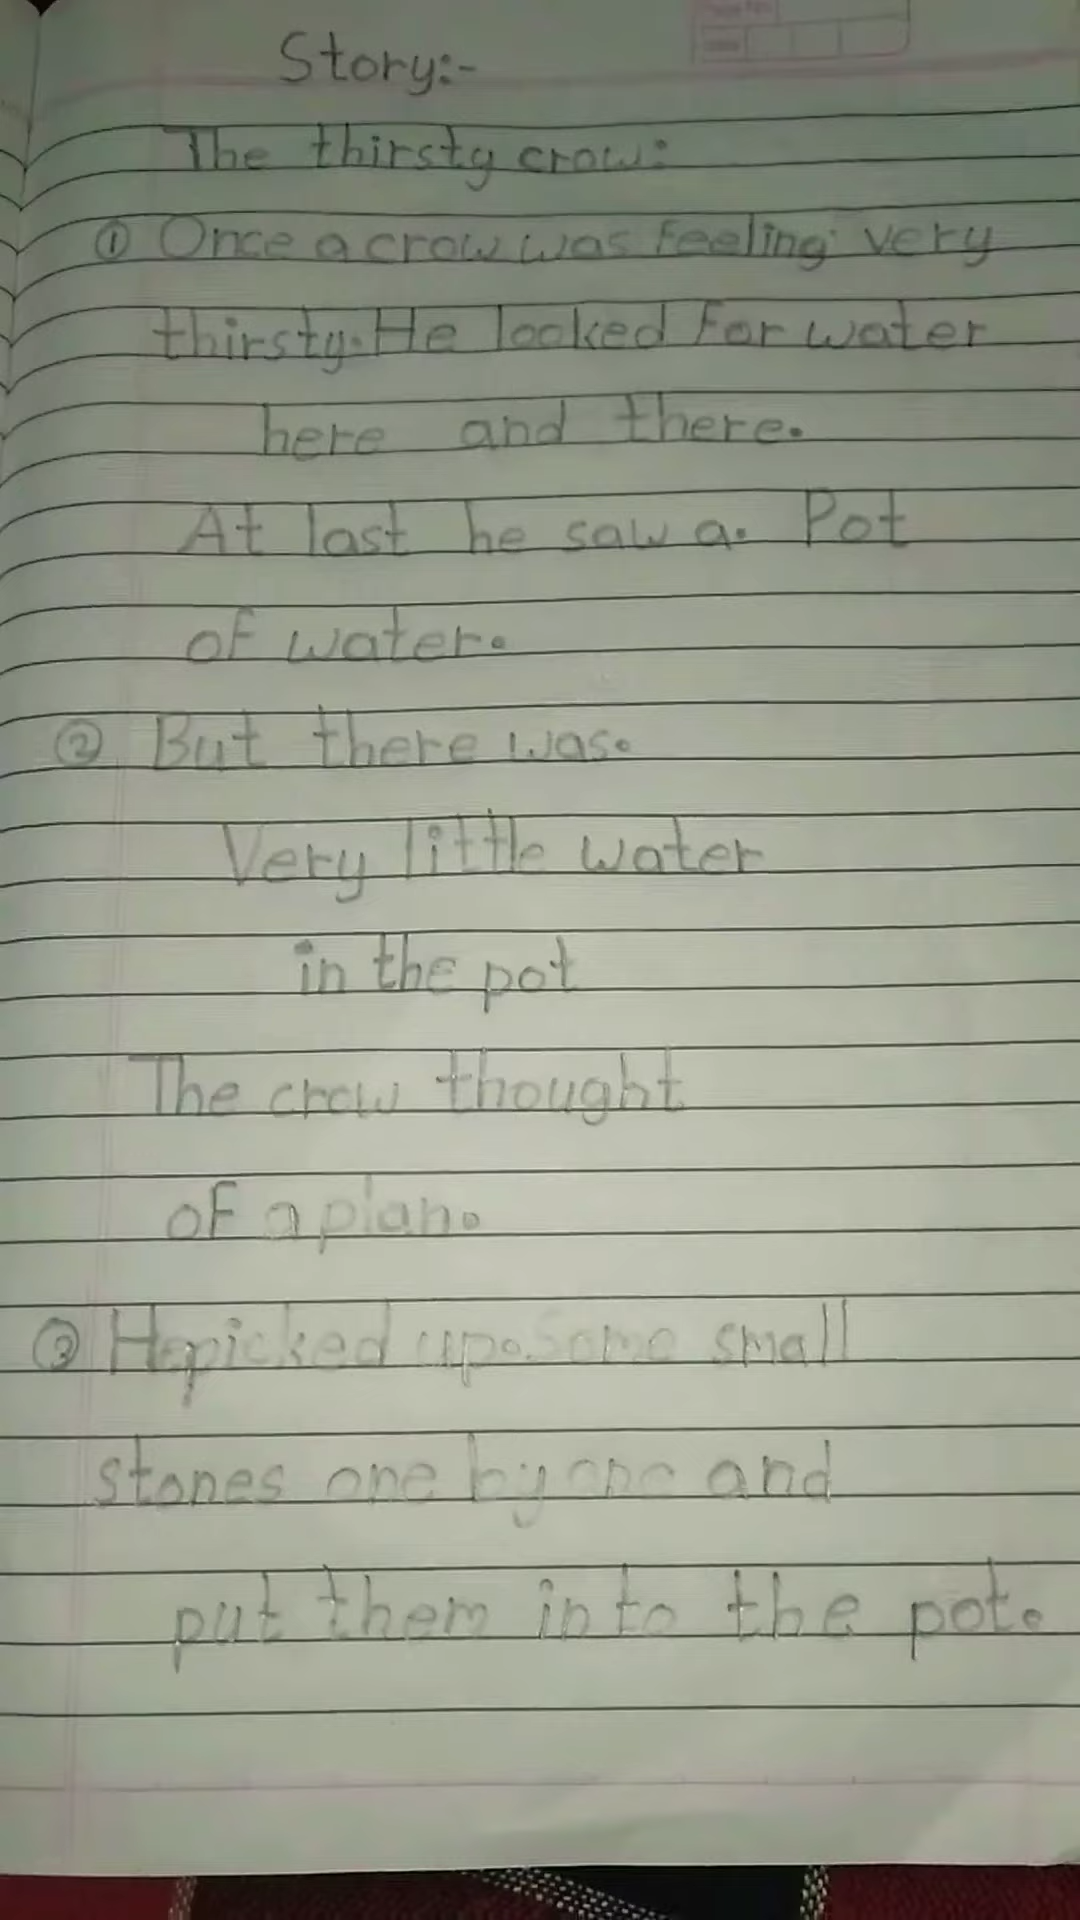 Story:-
The thirsty crow:
① Once a crow was feeling very
thirsty. He looked For water
here and there.
At last he saw a. Pot
of water.
② But there was.
Very little water
in the pot
The crow thought
of a plan.
③ He picked up. Some small
stones one by one and
put them into the pot.